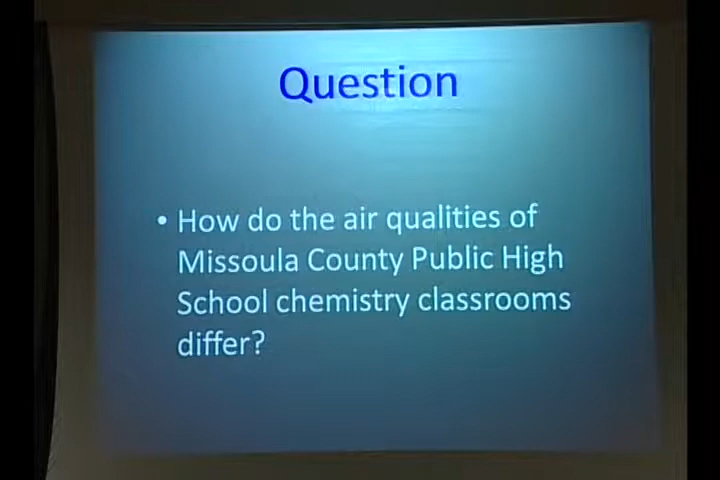 Question
• How do the air qualities of
Missoula County Public High
School chemistry classrooms
differ?